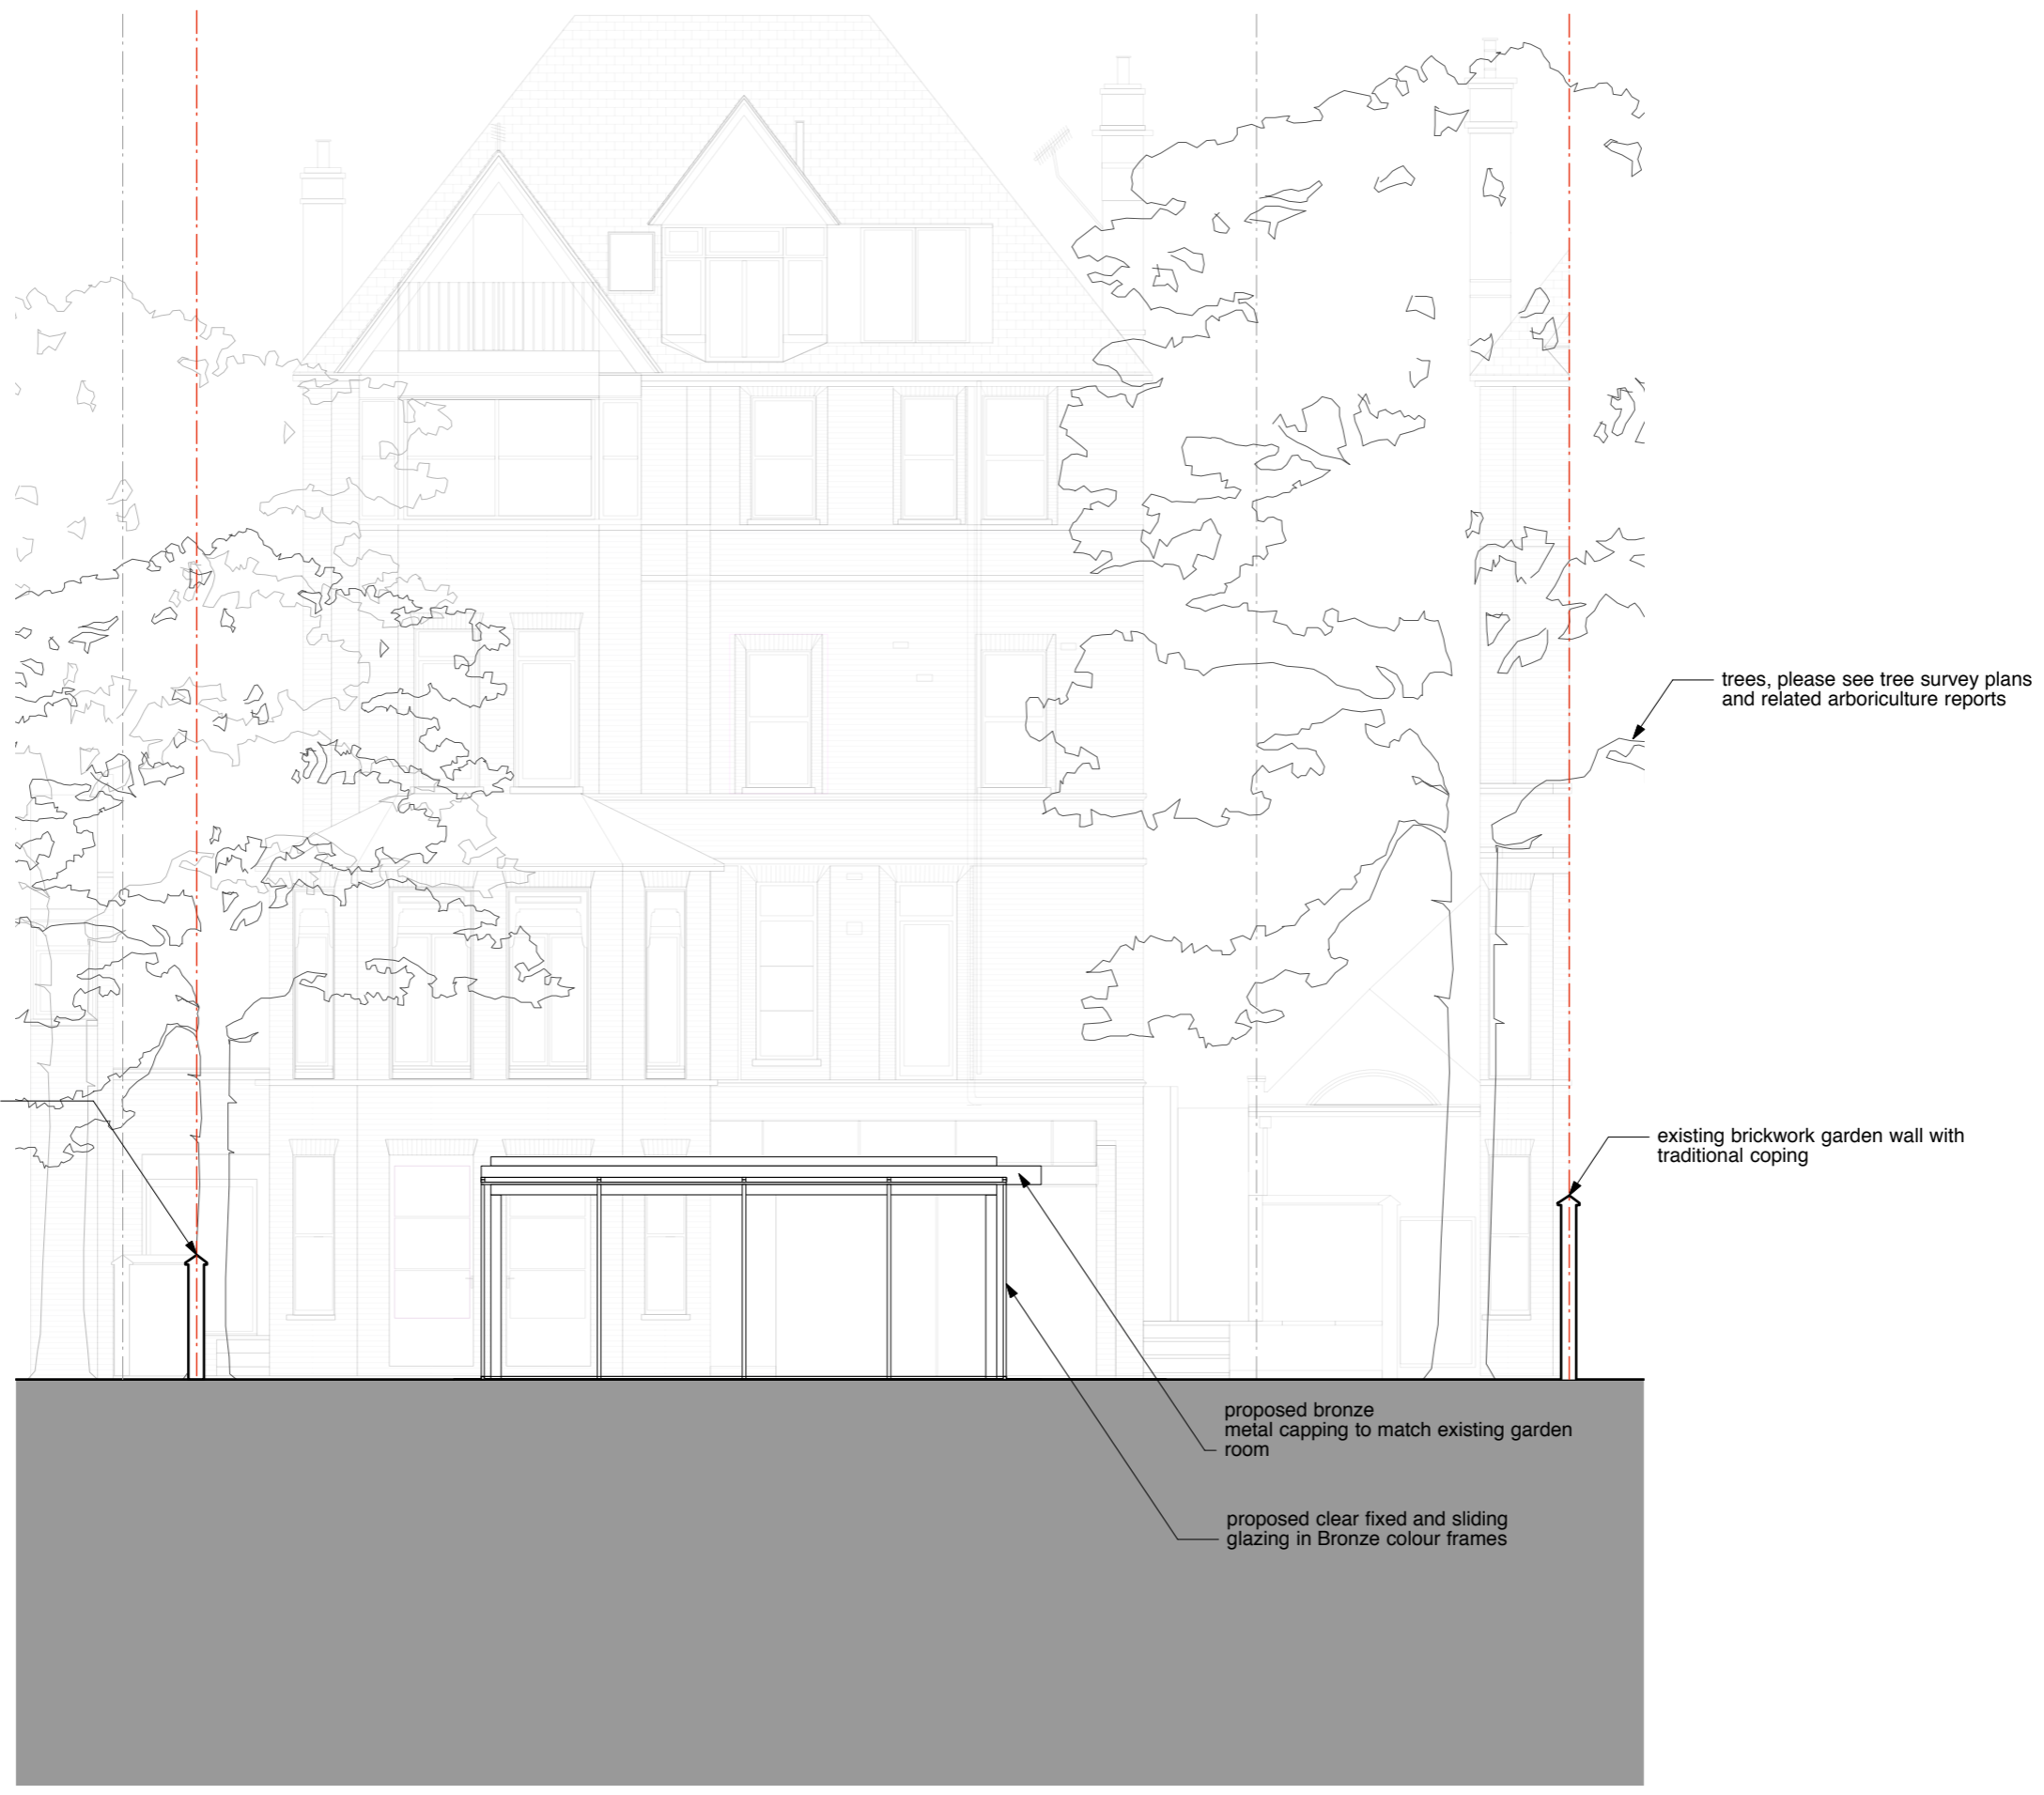 trees, please see tree survey plans
and related arboriculture reports
existing brickwork garden wall with
traditional coping
proposed bronze
metal capping to match existing garden
room
proposed clear fixed and sliding
glazing in Bronze colour frames